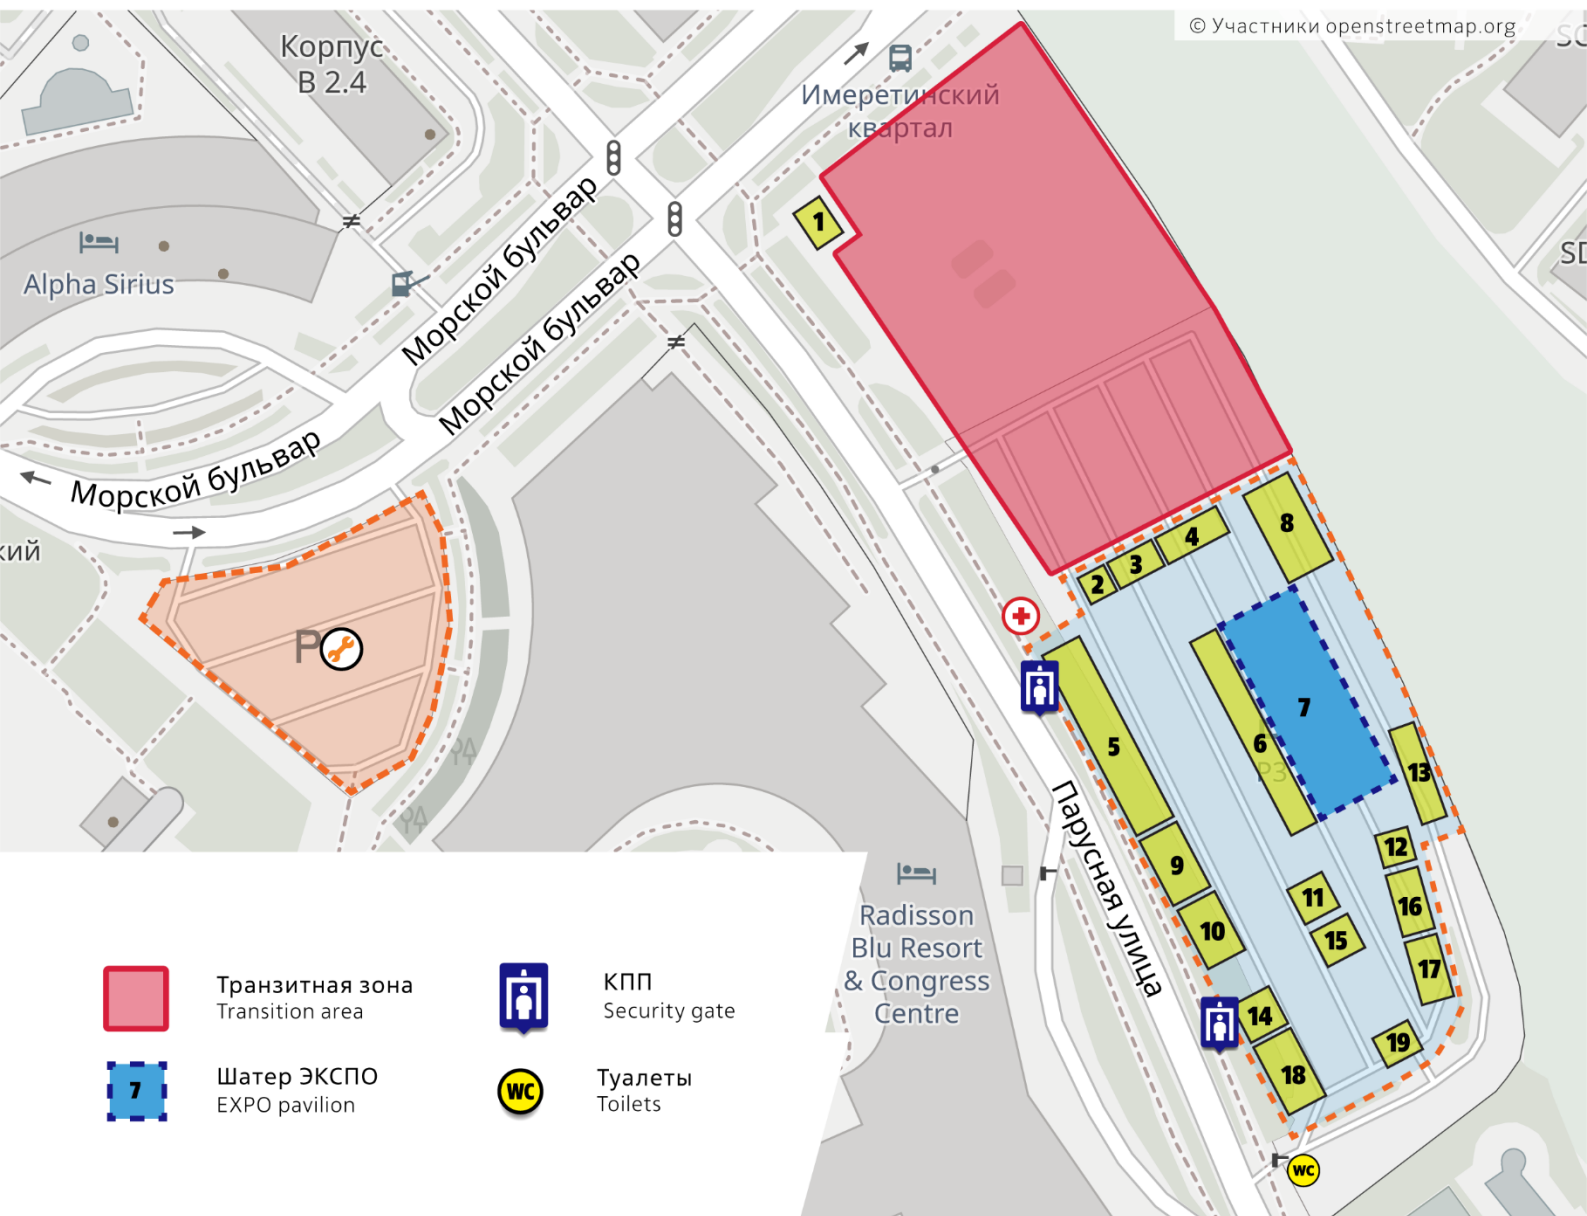 © Участники openstreetmap.org
Корпус
В 2.4
Имеретинский
квартал
SD
Alpha Sirius
Морской бульвар
Морской бульвар
Морской бульвар
кий
P
P3
1
2
3
4
5
6
7
8
9
10
11
12
13
14
15
16
17
18
19
Парусная улица
Radisson
Blu Resort
& Congress
Centre
WC
Транзитная зона
Transition area
КПП
Security gate
7
Шатер ЭКСПО
EXPO pavilion
WC
Туалеты
Toilets